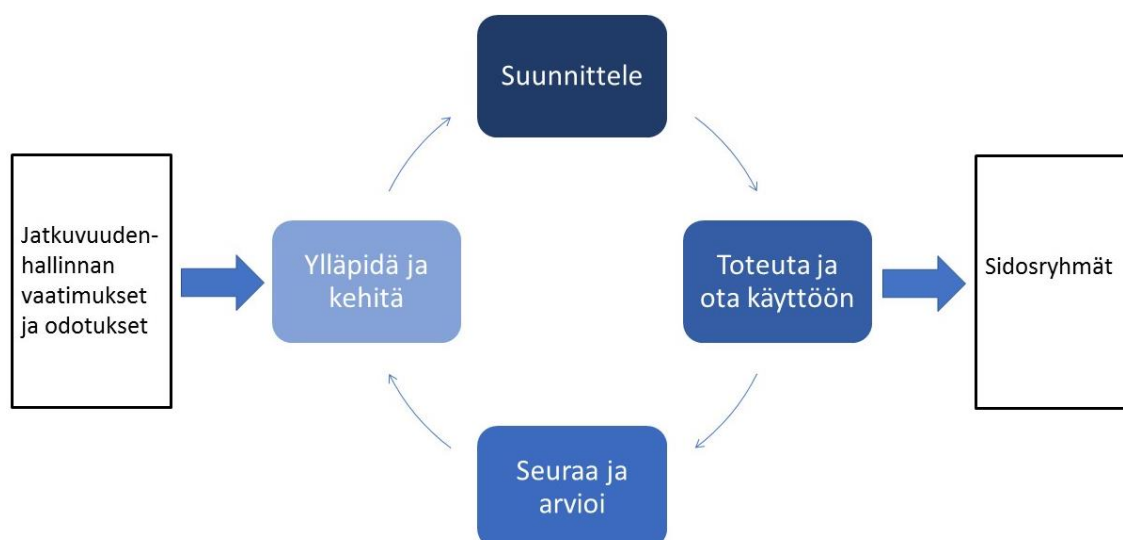 Suunnittele
Jatkuvuuden-
hallinnan
vaatimukset
ja odotukset
Ylläpidä ja
kehitä
Toteuta ja
ota käyttöön
Sidosryhmät
Seuraa ja
arvioi